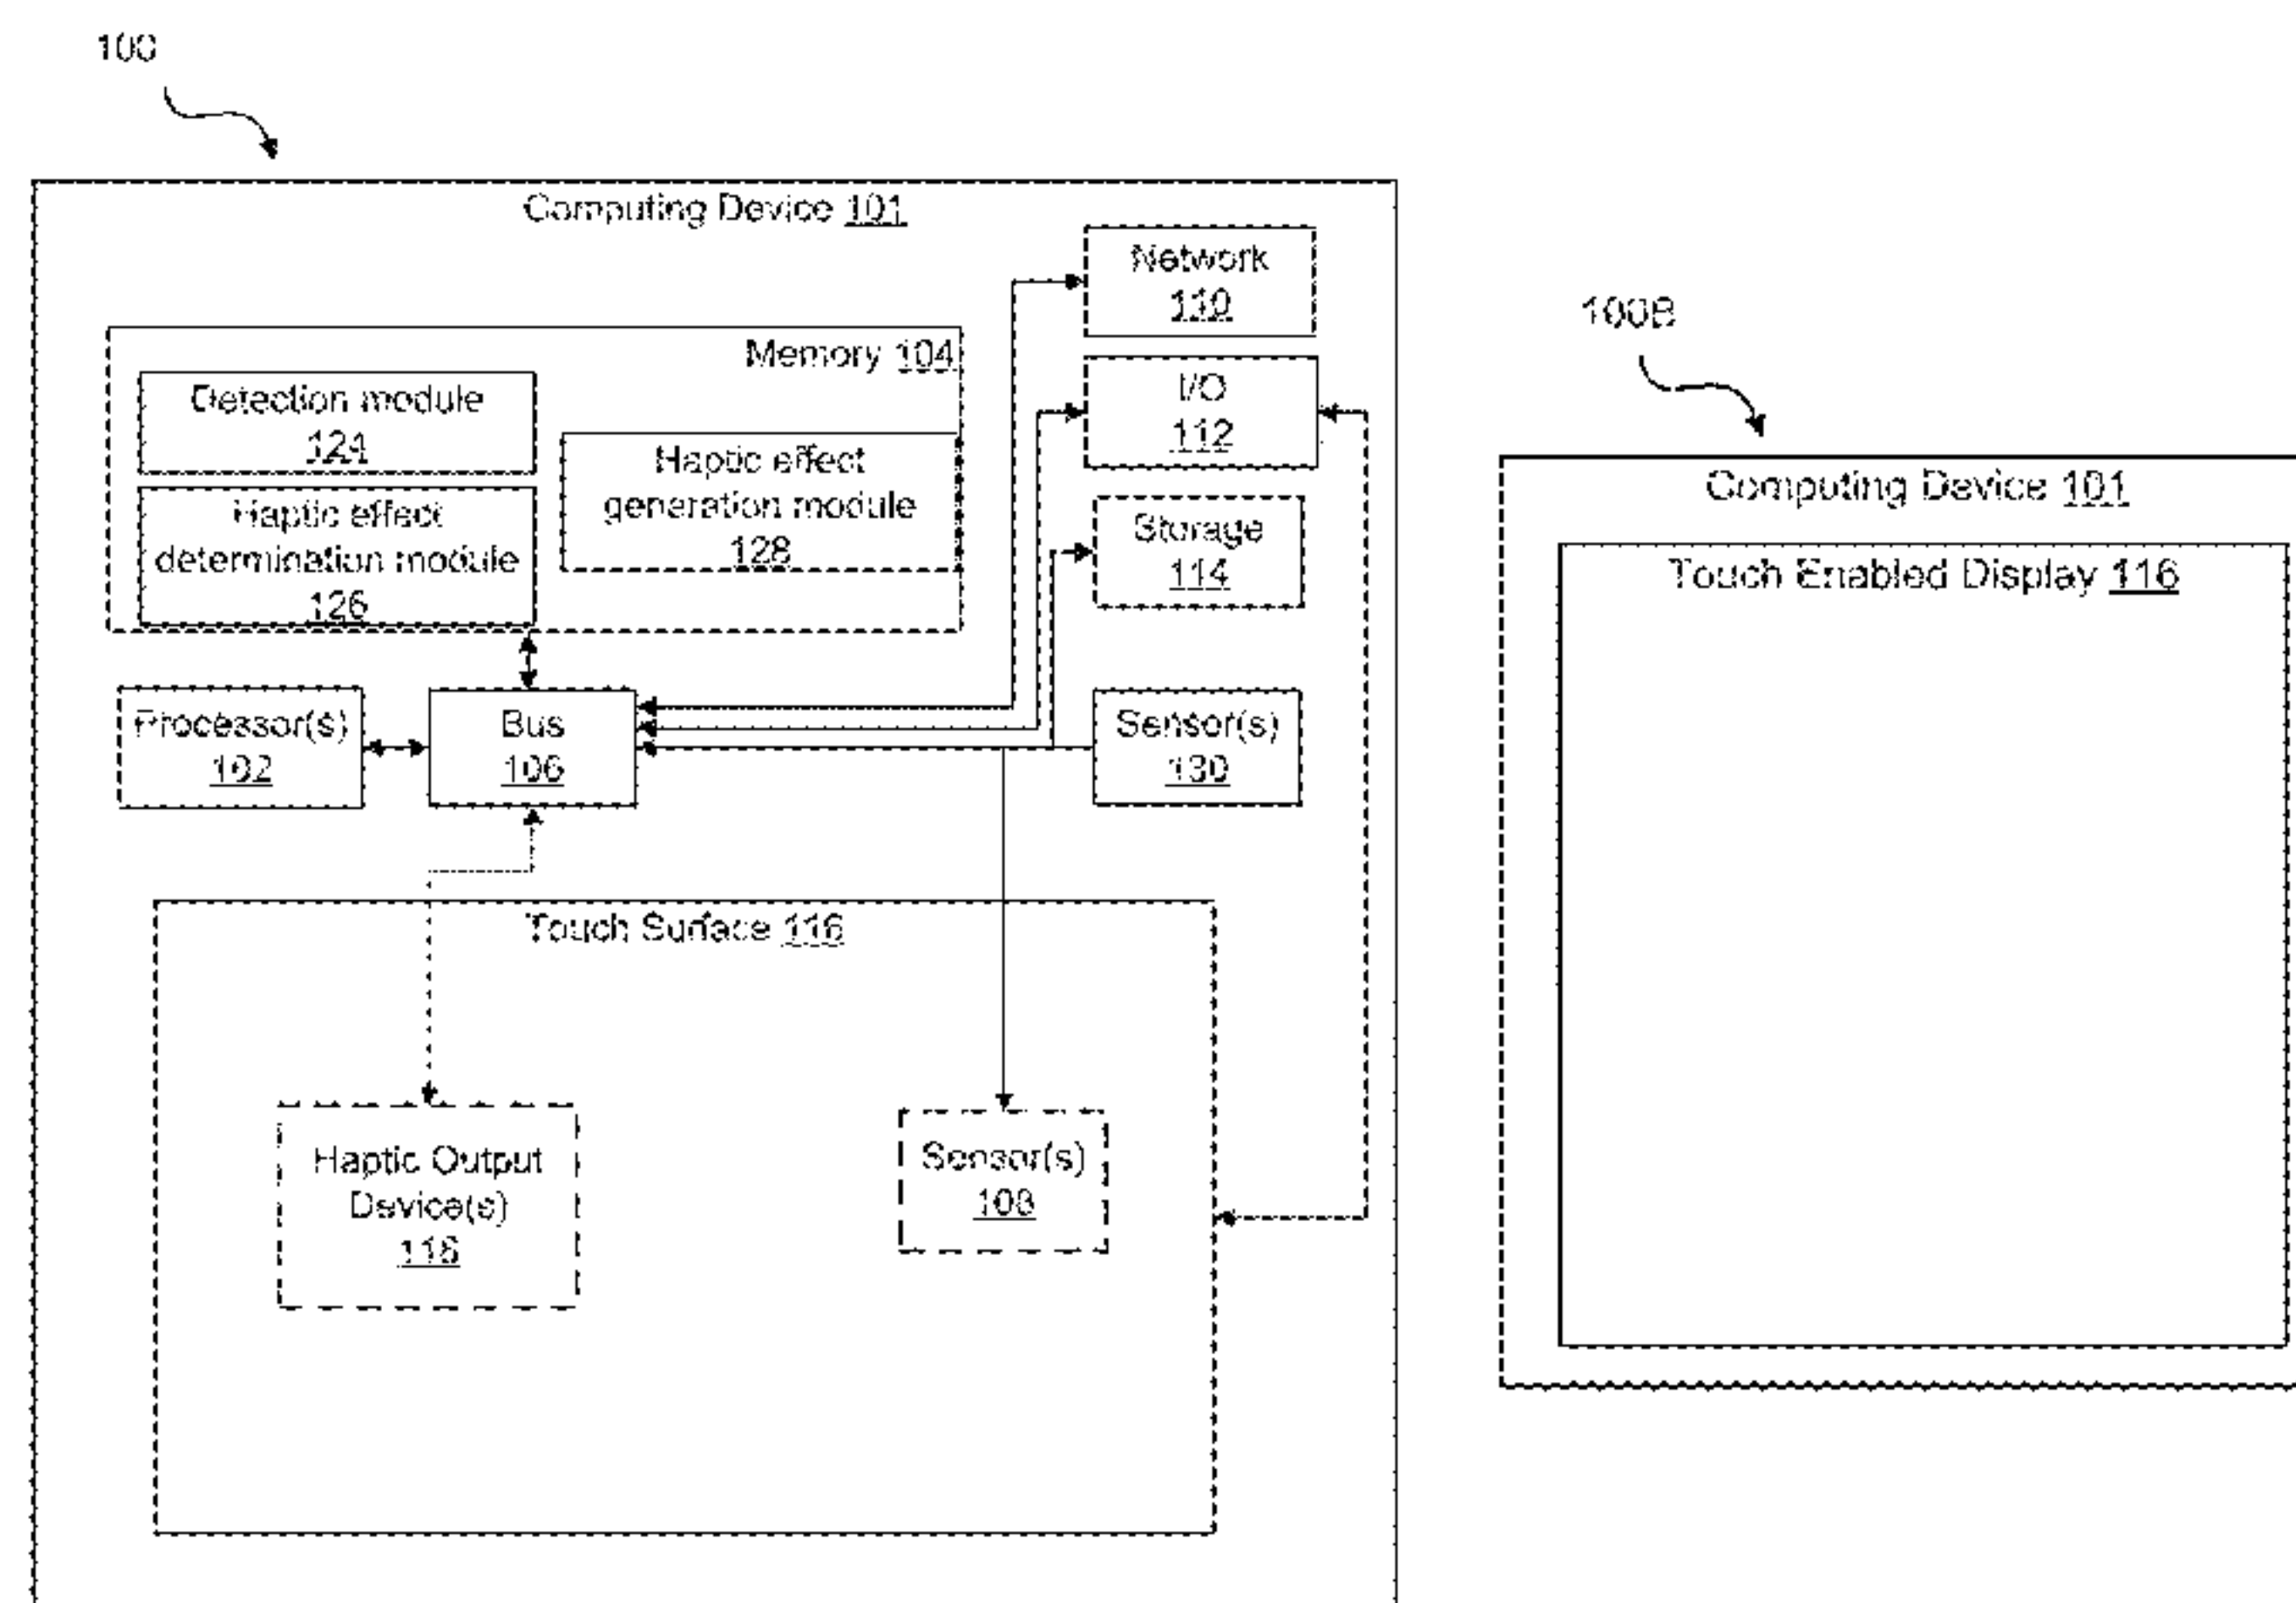 100
Computing Device 101
Network
110
Memory 104
I/O
112
Detection module
124
Haptic effect
generation module
128
Haptic effect
determination module
126
Storage
114
Processor(s)
102
Bus
106
Sensor(s)
130
Touch Surface 116
Haptic Output
Device(s)
118
Sensor(s)
108
100B
Computing Device 101
Touch Enabled Display 116